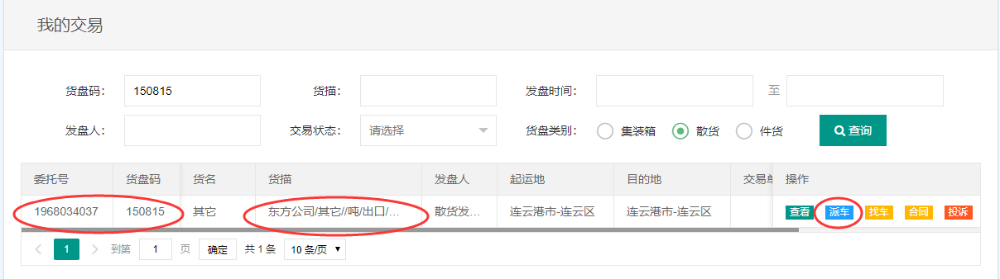 我的交易
货盘码: 150815 货描: 发盘时间: 至
发盘人: 交易状态: 请选择 货盘类别: 集装箱 散货 件货 查询
委托号 货盘码 货名 货描 发盘人 起运地 目的地 交易单 操作
1968034037 150815 其它 东方公司/其它//吨/出口/... 散货发... 连云港市-连云区 连云港市-连云区 查看 派车 找车 合同 投诉
1 到第 1 页 确定 共 1 条 10 条/页